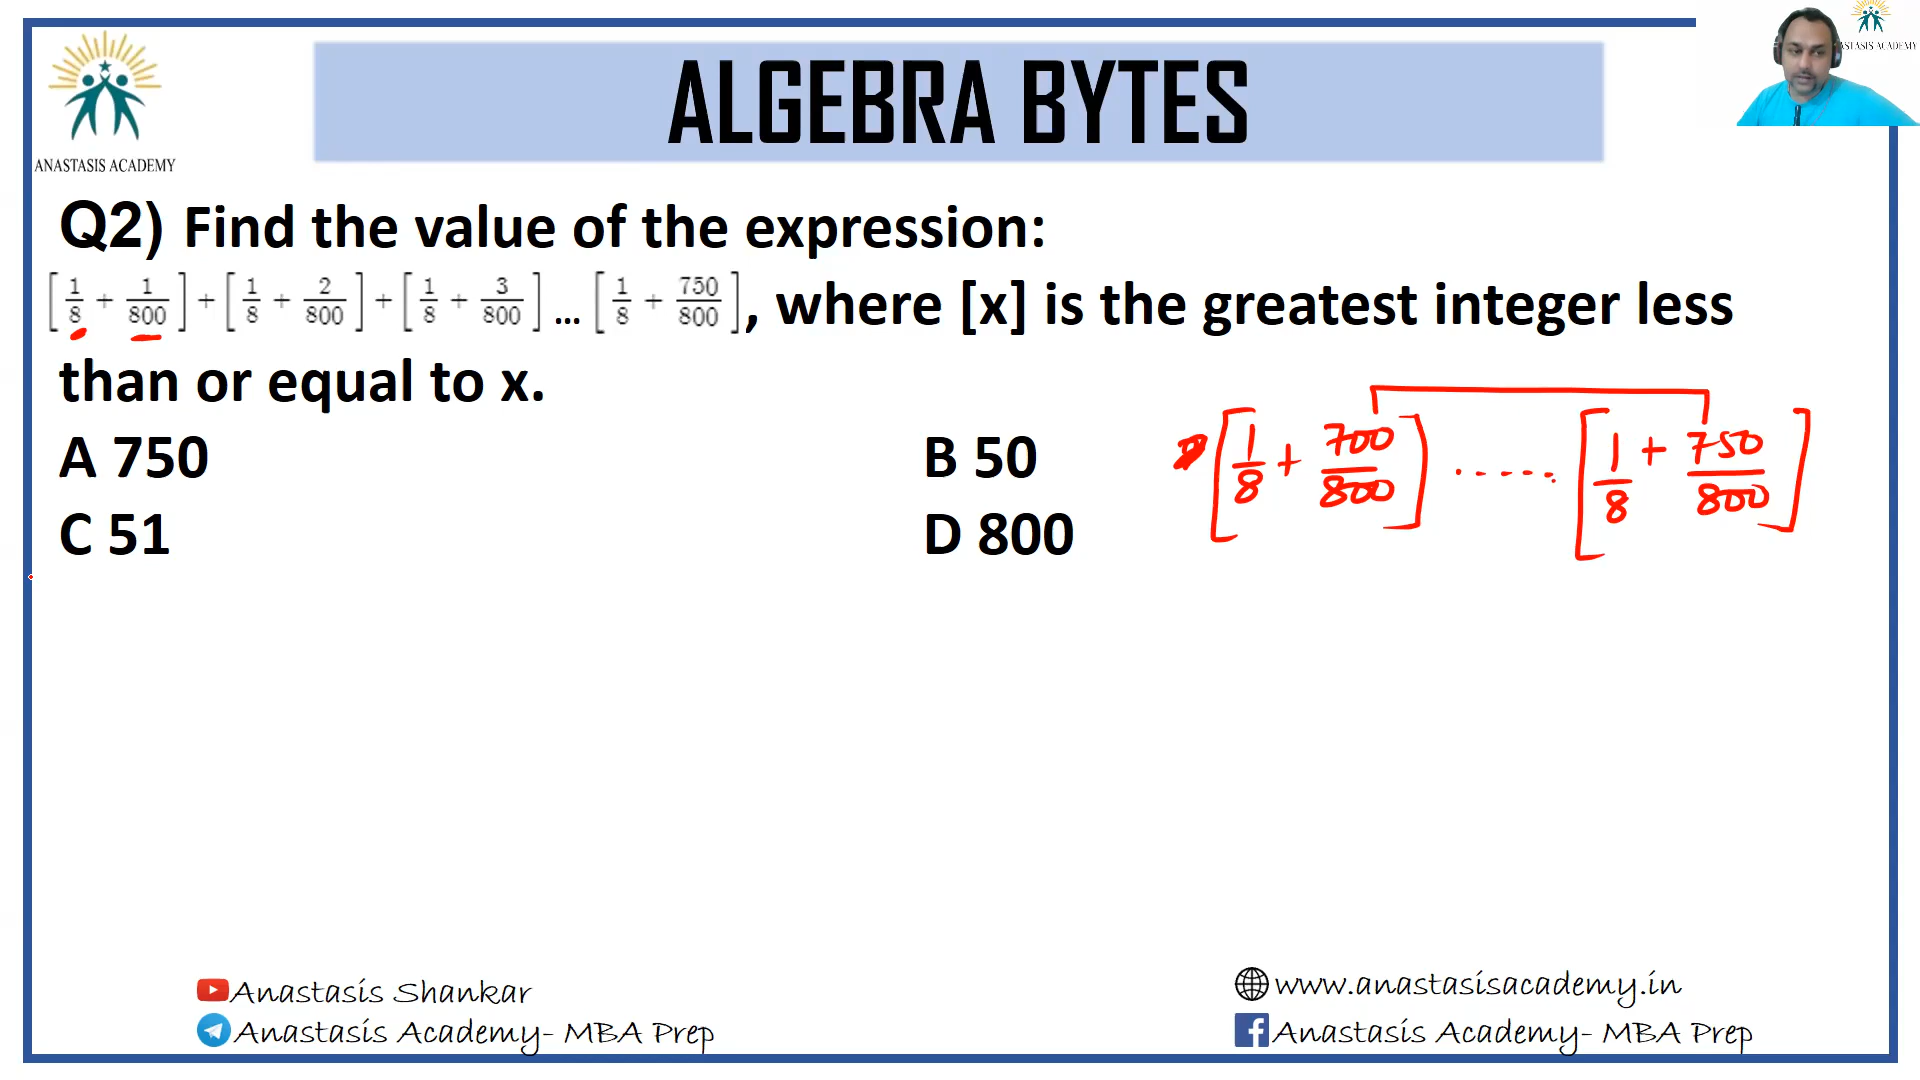 ANASTASIS ACADEMY
ALGEBRA BYTES
ASTASIS ACADEMY
Q2) Find the value of the expression:
[1/8 + 1/800] + [1/8 + 2/800] + [1/8 + 3/800] ... [1/8 + 750/800], where [x] is the greatest integer less
than or equal to x.
A 750
B 50
C 51
D 800
[1/8 + 700/800] ...... [1/8 + 750/800]
Anastasis Shankar
Anastasis Academy- MBA Prep
www.anastasisacademy.in
Anastasis Academy- MBA Prep